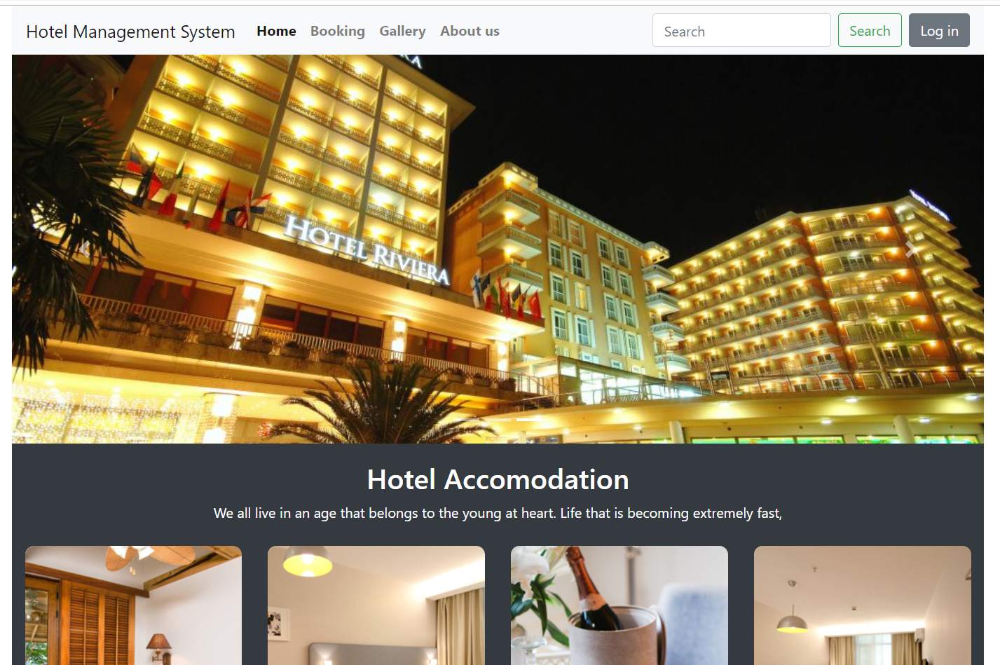 Hotel Management System Home Booking Gallery About us Search Search Log in
HOTEL RIVIERA
Hotel Accomodation
We all live in an age that belongs to the young at heart. Life that is becoming extremely fast,